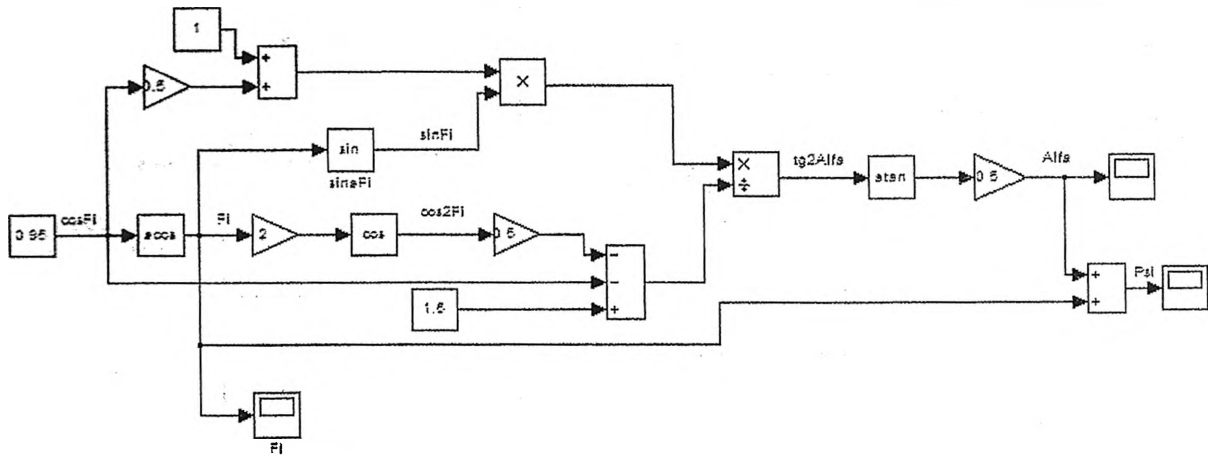 1
+
+
0.5
×
sin
sinFi
sinaFi
×
÷
tg2Alfa
atan
0.5
Alfa
0.95
cosFi
acos
Fi
2
cos
cos2Fi
0.5
−
−
+
1.5
+
+
Psi
Fi